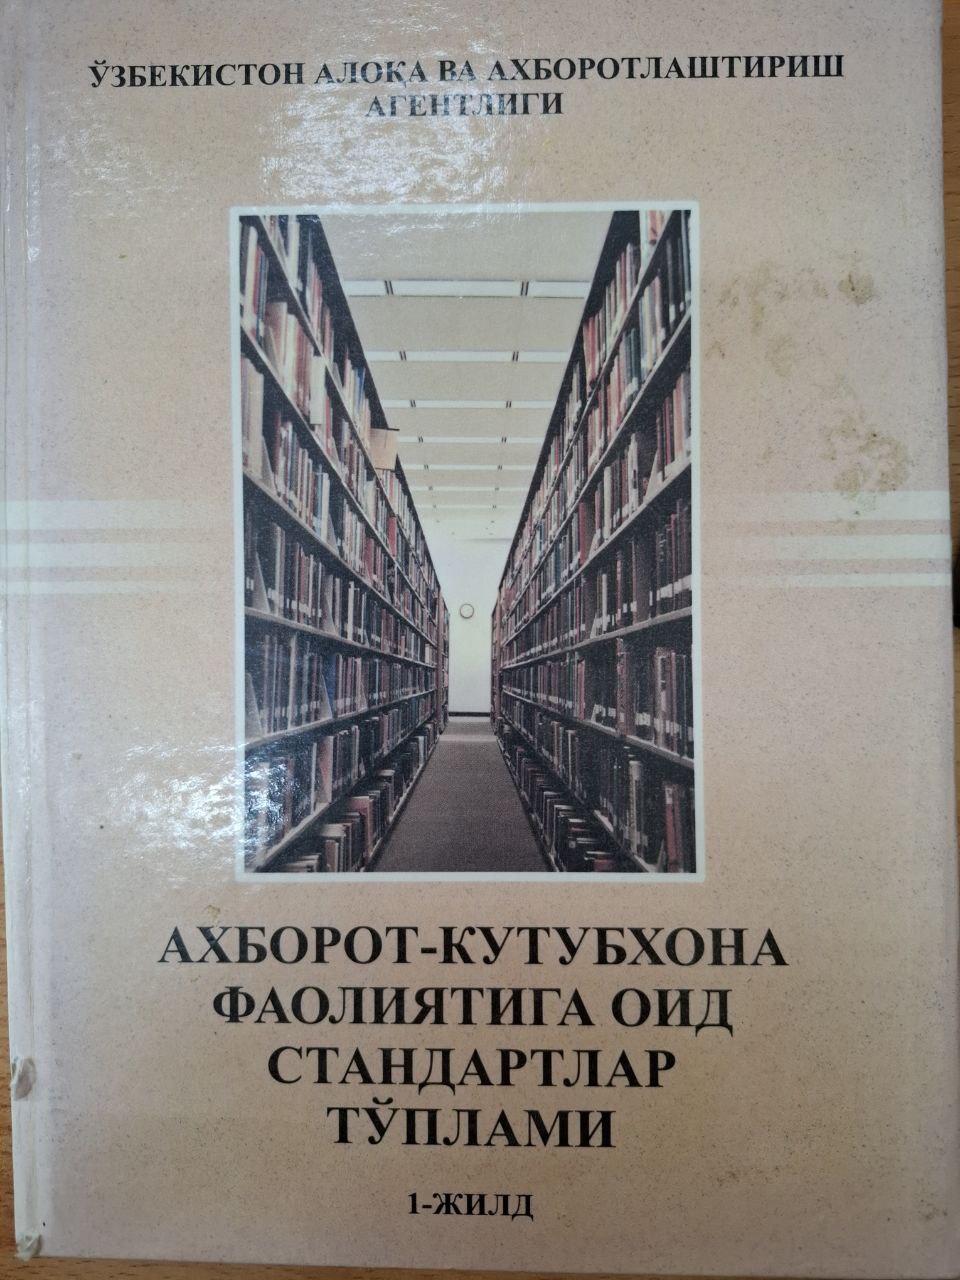 ЎЗБЕКИСТОН АЛОҚА ВА АХБОРОТЛАШТИРИШ
АГЕНТЛИГИ
АХБОРОТ-КУТУБХОНА
ФАОЛИЯТИГА ОИД
СТАНДАРТЛАР
ТЎПЛАМИ
1-ЖИЛД